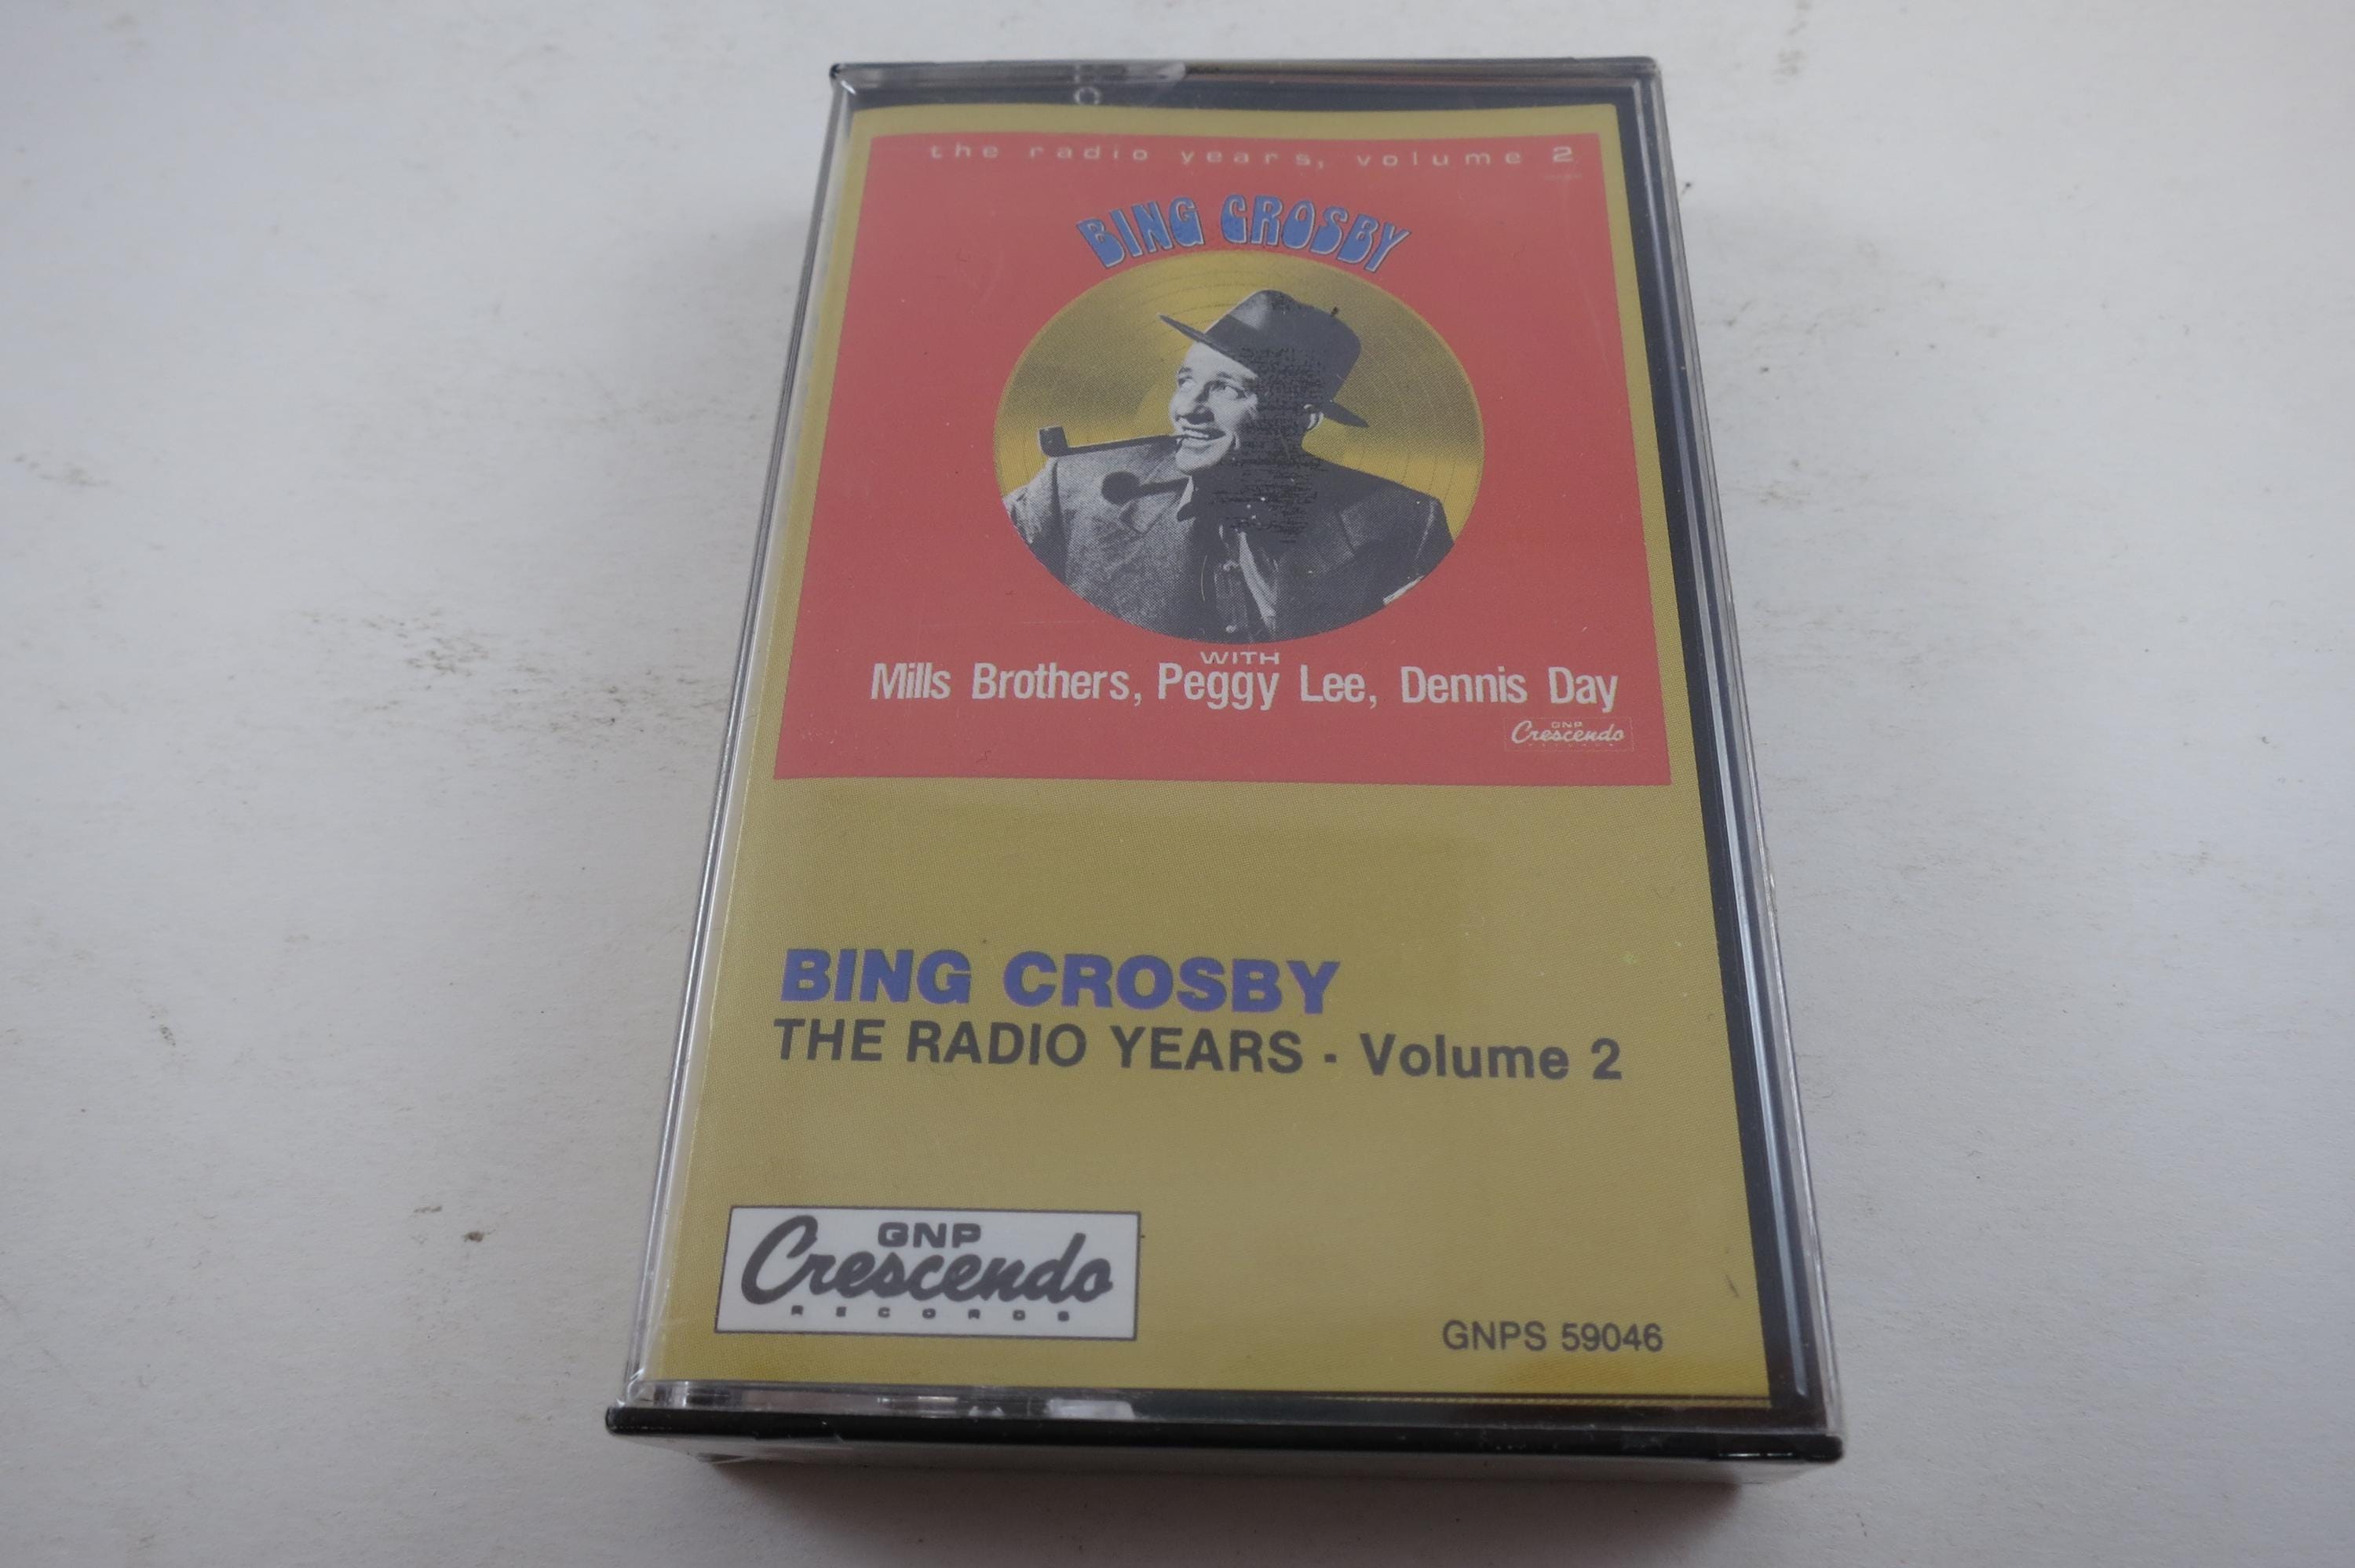 the radio years, volume 2
BING CROSBY
WITH
Mills Brothers, Peggy Lee, Dennis Day
GNP
Crescendo
BING CROSBY
THE RADIO YEARS - Volume 2
GNP
Crescendo
RECORDS
GNPS 59046